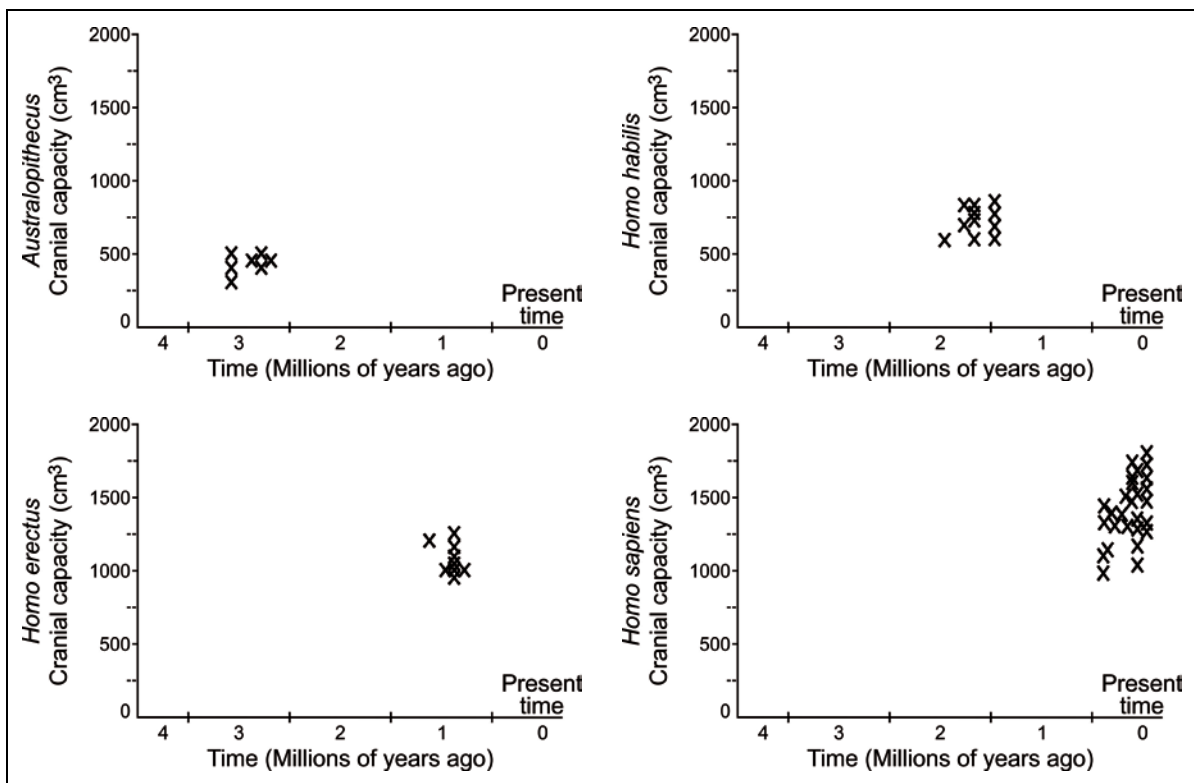 Australopithecus
Cranial capacity (cm³)
2000
1500
1000
500
0
Present
time
4 3 2 1 0
Time (Millions of years ago)
Homo habilis
Cranial capacity (cm³)
2000
1500
1000
500
0
Present
time
4 3 2 1 0
Time (Millions of years ago)
Homo erectus
Cranial capacity (cm³)
2000
1500
1000
500
0
Present
time
4 3 2 1 0
Time (Millions of years ago)
Homo sapiens
Cranial capacity (cm³)
2000
1500
1000
500
0
Present
time
4 3 2 1 0
Time (Millions of years ago)